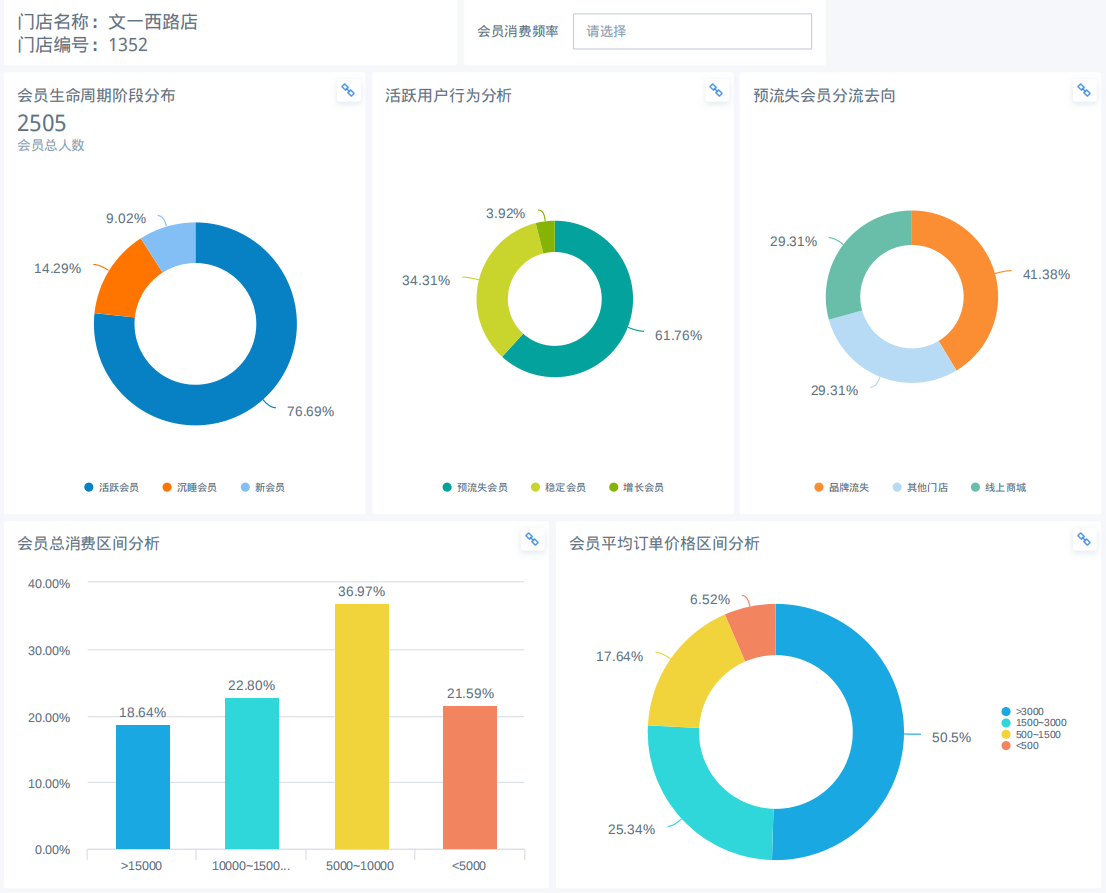 门店名称： 文一西路店
门店编号： 1352
会员消费频率 请选择
会员生命周期阶段分布
2505
会员总人数
9.02%
14.29%
76.69%
活跃会员 沉睡会员 新会员
活跃用户行为分析
3.92%
34.31%
61.76%
预流失会员 稳定会员 增长会员
预流失会员分流去向
29.31%
41.38%
29.31%
品牌流失 其他门店 线上商城
会员总消费区间分析
40.00%
30.00%
20.00%
10.00%
0.00%
18.64%
22.80%
36.97%
21.59%
>15000 10000~1500... 5000~10000 <5000
会员平均订单价格区间分析
6.52%
17.64%
50.5%
25.34%
>3000
1500~3000
500~1500
<500